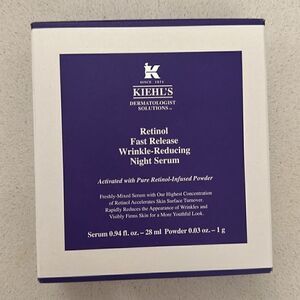 K
SINCE 1851
KIEHL'S
DERMATOLOGIST
SOLUTIONS™
Retinol
Fast Release
Wrinkle-Reducing
Night Serum
Activated with Pure Retinol-Infused Powder
Freshly-Mixed Serum with Our Highest Concentration
of Retinol Accelerates Skin Surface Turnover.
Rapidly Reduces the Appearance of Wrinkles and
Visibly Firms Skin for a More Youthful Look.
Serum 0.94 fl. oz. – 28 ml Powder 0.03 oz. – 1 g